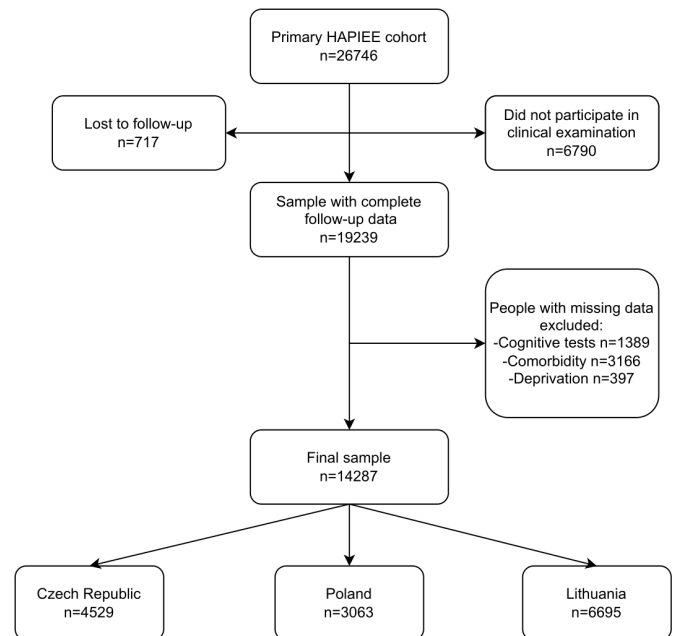 Primary HAPIEE cohort
n=26746
Lost to follow-up
n=717
Did not participate in
clinical examination
n=6790
Sample with complete
follow-up data
n=19239
People with missing data
excluded:
-Cognitive tests n=1389
-Comorbidity n=3166
-Deprivation n=397
Final sample
n=14287
Czech Republic
n=4529
Poland
n=3063
Lithuania
n=6695